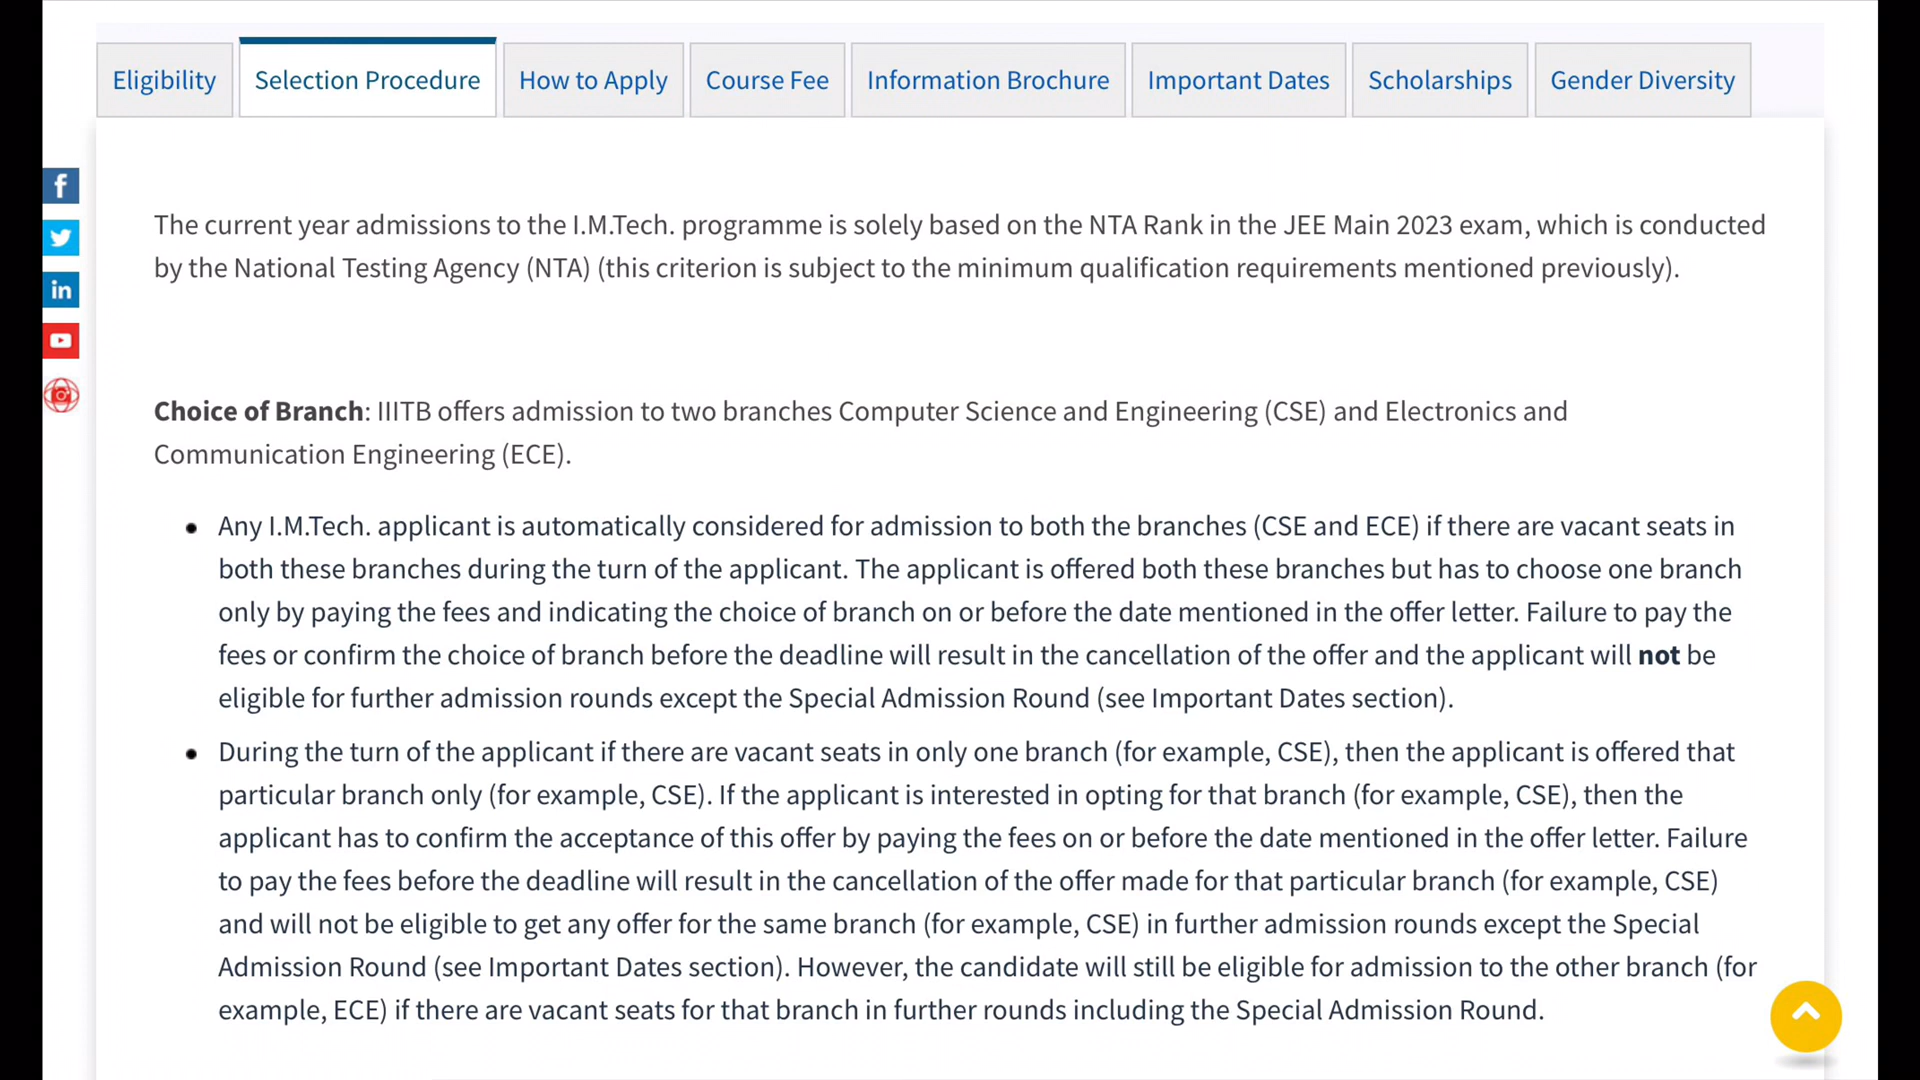 Eligibility Selection Procedure How to Apply Course Fee Information Brochure Important Dates Scholarships Gender Diversity
The current year admissions to the I.M.Tech. programme is solely based on the NTA Rank in the JEE Main 2023 exam, which is conducted
by the National Testing Agency (NTA) (this criterion is subject to the minimum qualification requirements mentioned previously).
Choice of Branch: IIITB offers admission to two branches Computer Science and Engineering (CSE) and Electronics and
Communication Engineering (ECE).
• Any I.M.Tech. applicant is automatically considered for admission to both the branches (CSE and ECE) if there are vacant seats in
both these branches during the turn of the applicant. The applicant is offered both these branches but has to choose one branch
only by paying the fees and indicating the choice of branch on or before the date mentioned in the offer letter. Failure to pay the
fees or confirm the choice of branch before the deadline will result in the cancellation of the offer and the applicant will not be
eligible for further admission rounds except the Special Admission Round (see Important Dates section).
• During the turn of the applicant if there are vacant seats in only one branch (for example, CSE), then the applicant is offered that
particular branch only (for example, CSE). If the applicant is interested in opting for that branch (for example, CSE), then the
applicant has to confirm the acceptance of this offer by paying the fees on or before the date mentioned in the offer letter. Failure
to pay the fees before the deadline will result in the cancellation of the offer made for that particular branch (for example, CSE)
and will not be eligible to get any offer for the same branch (for example, CSE) in further admission rounds except the Special
Admission Round (see Important Dates section). However, the candidate will still be eligible for admission to the other branch (for
example, ECE) if there are vacant seats for that branch in further rounds including the Special Admission Round.